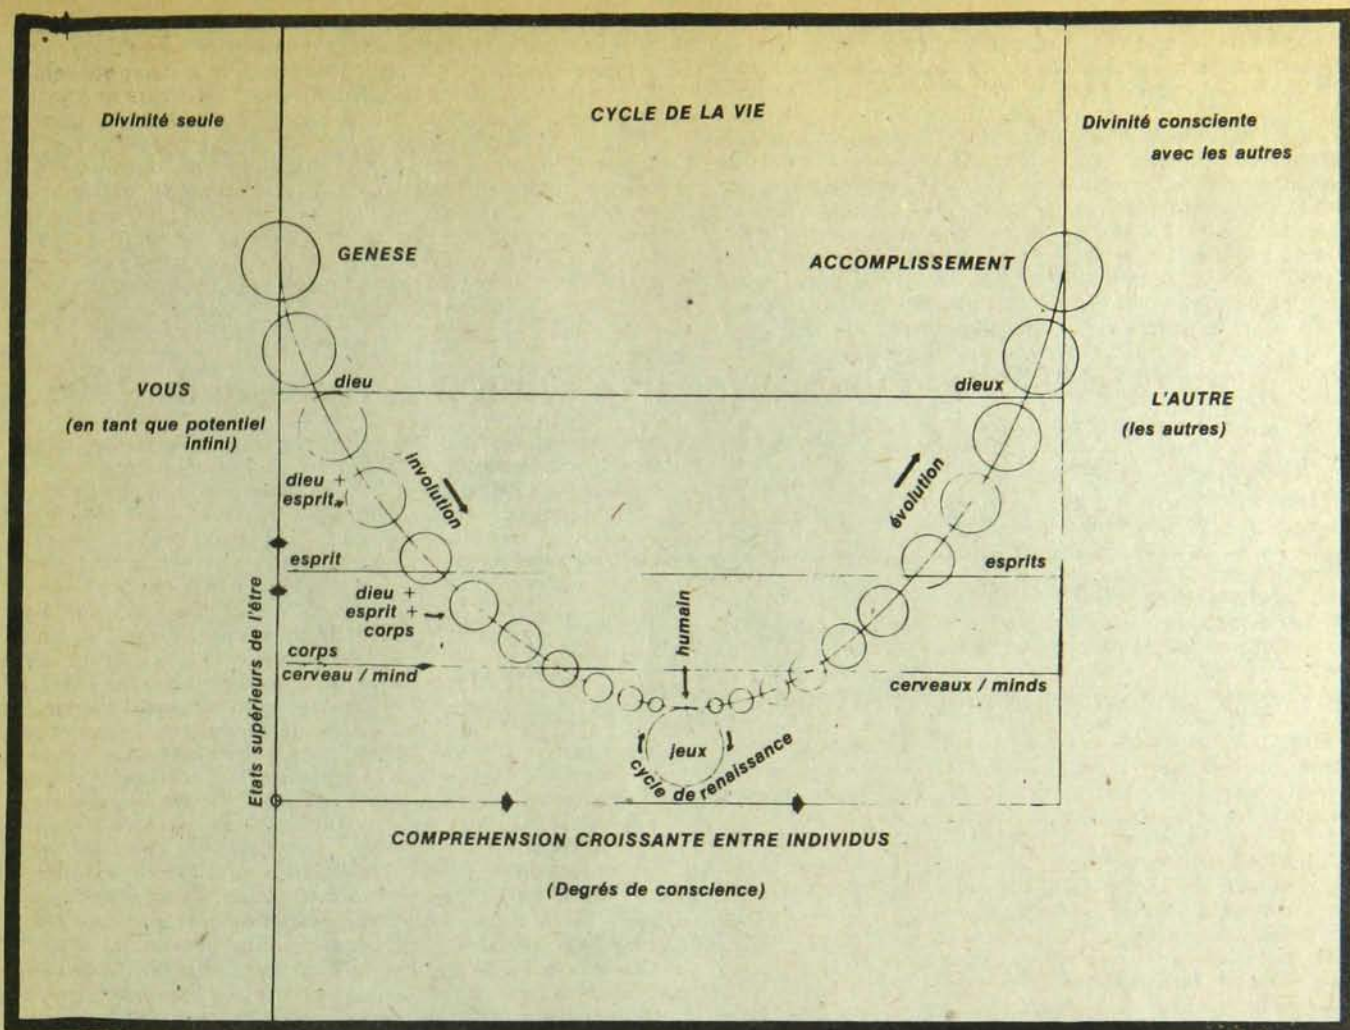 CYCLE DE LA VIE
Divinité seule
Divinité consciente
avec les autres
GENESE
ACCOMPLISSEMENT
VOUS
(en tant que potentiel
infini)
dieu
dieux
L'AUTRE
(les autres)
involution
évolution
dieu +
esprit
esprit
esprits
dieu +
esprit +
corps
humain
corps
cerveau / mind
cerveaux / minds
Etats supérieurs de l'être
jeux
cycle de renaissance
COMPREHENSION CROISSANTE ENTRE INDIVIDUS
(Degrés de conscience)